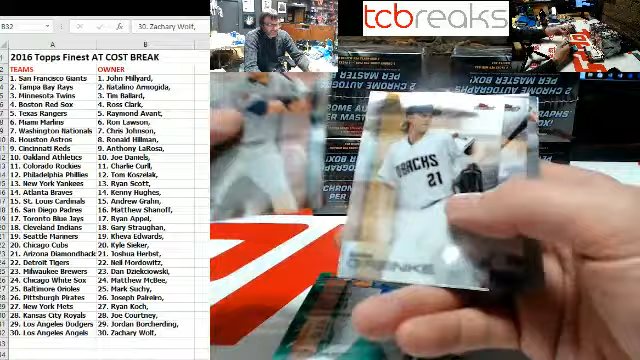 B32
30. Zachary Wolf,
A B
2016 Topps Finest AT COST BREAK
TEAMS OWNER
1. San Francisco Giants 1. John Millyard,
2. Tampa Bay Rays 2. Natalino Armogida,
3. Minnesota Twins 3. Tim Ballard,
4. Boston Red Sox 4. Ross Clark,
5. Texas Rangers 5. Raymond Avant,
6. Miami Marlins 6. Ron Lawson,
7. Washington Nationals 7. Chris Johnson,
8. Houston Astros 8. Ronald Hillman,
9. Cincinnati Reds 9. Anthony LaRosa,
10. Oakland Athletics 10. Joe Daniels,
11. Colorado Rockies 11. Charlie Curll,
12. Philadelphia Phillies 12. Tom Koszelak,
13. New York Yankees 13. Ryan Scott,
14. Atlanta Braves 14. Kenny Hughes,
15. St. Louis Cardinals 15. Andrew Grahn,
16. San Diego Padres 16. Matthew Shanoff,
17. Toronto Blue Jays 17. Ryan Appel,
18. Cleveland Indians 18. Gary Straughan,
19. Seattle Mariners 19. Kheva Edwards,
20. Chicago Cubs 20. Kyle Sieker,
21. Arizona Diamondback 21. Joshua Herbst,
22. Detroit Tigers 22. Neil Mordowitz,
23. Milwaukee Brewers 23. Dan Dziekciowski,
24. Chicago White Sox 24. Matthew McBee,
25. Baltimore Orioles 25. Mark Suchy,
26. Pittsburgh Pirates 26. Joseph Palreiro,
27. New York Mets 27. Ryan Koch,
28. Kansas City Royals 28. Joe Courtney,
29. Los Angeles Dodgers 29. Jordan Borcherding,
30. Los Angeles Angels 30. Zachary Wolf,
tcbreaks
21
GREINKE